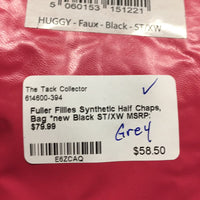 5 060153 151221
HUGGY - Faux - Black - ST/XW
The Tack Collector
614600-394
Fuller Fillies Synthetic Half Chaps,
Bag *new Black ST/XW MSRP:
$79.99
Grey
E6ZCAQ
$58.50